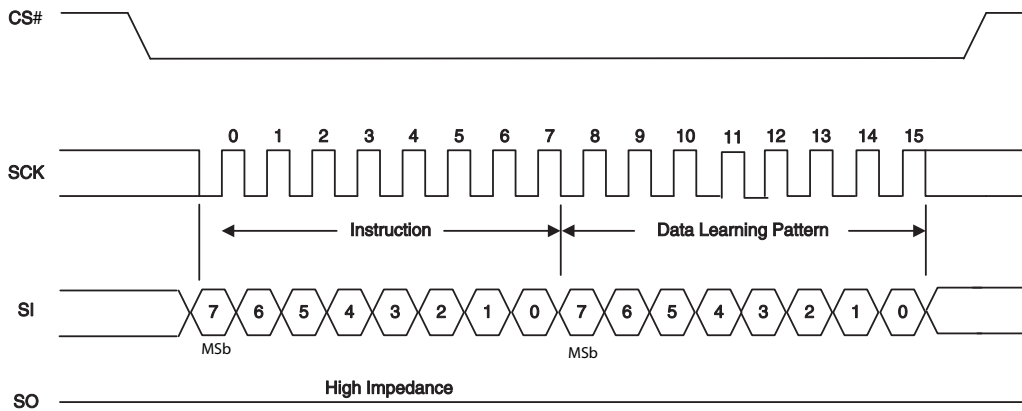 CS#
0 1 2 3 4 5 6 7 8 9 10 11 12 13 14 15
SCK
Instruction Data Learning Pattern
SI 7 6 5 4 3 2 1 0 7 6 5 4 3 2 1 0
MSb MSb
High Impedance
SO